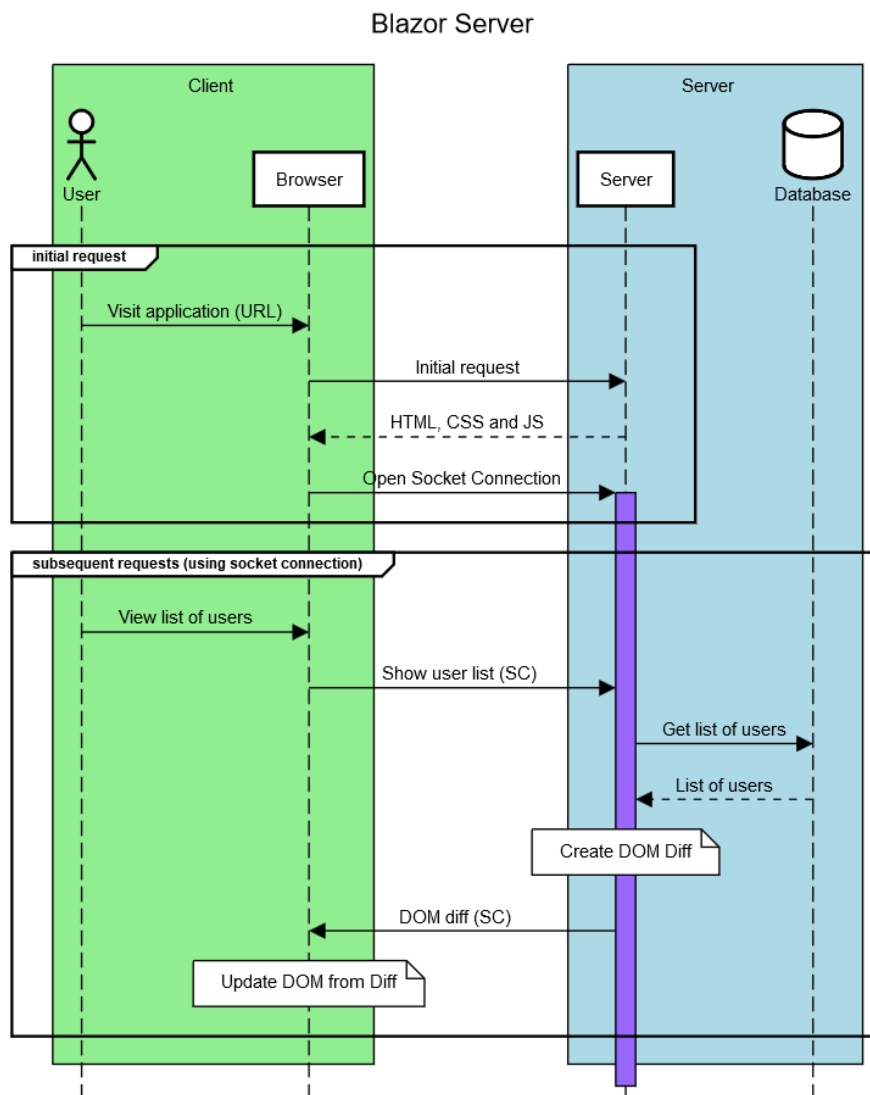 Blazor Server
Client
Server
User
Browser
Server
Database
initial request
Visit application (URL)
Initial request
HTML, CSS and JS
Open Socket Connection
subsequent requests (using socket connection)
View list of users
Show user list (SC)
Get list of users
List of users
Create DOM Diff
DOM diff (SC)
Update DOM from Diff